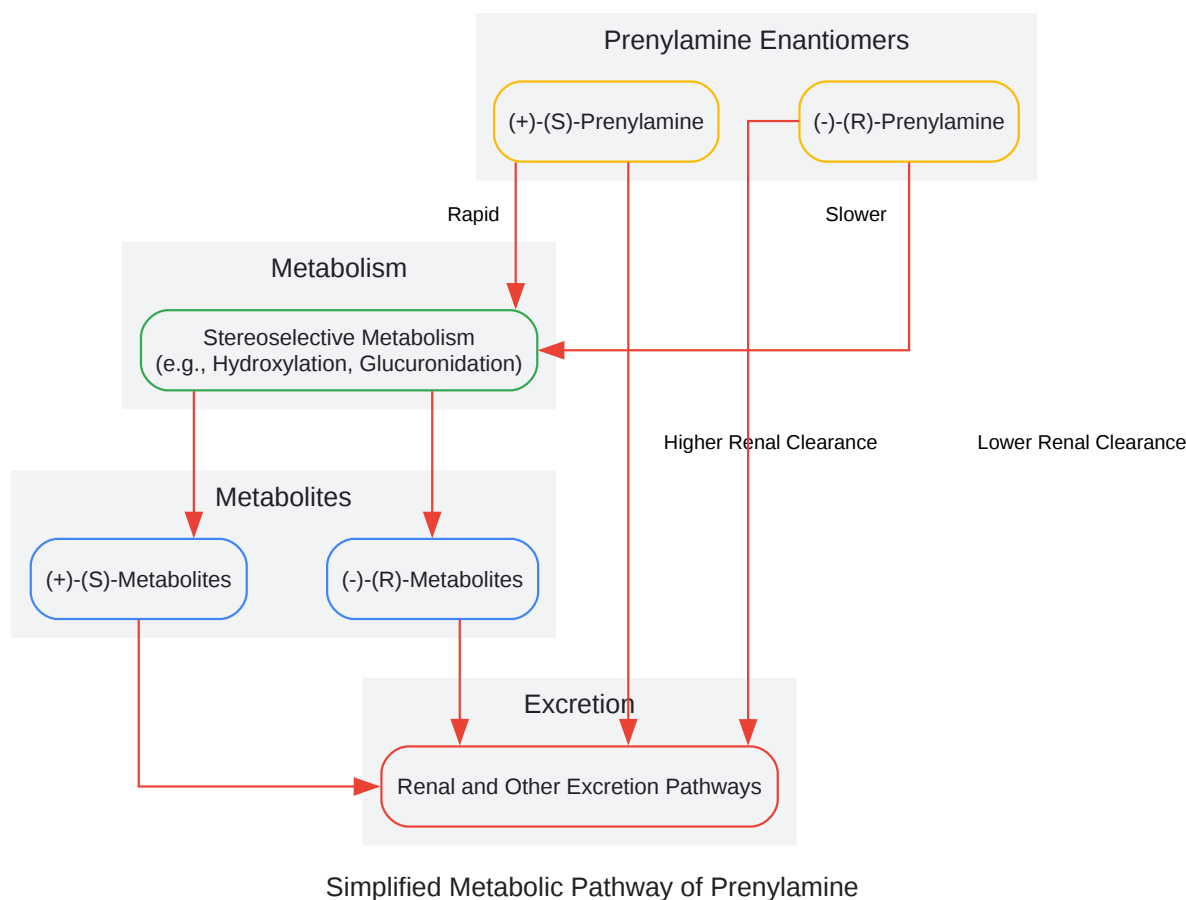 Prenylamine Enantiomers
(+)-(S)-Prenylamine
(-)-(R)-Prenylamine
Rapid
Slower
Metabolism
Stereoselective Metabolism
(e.g., Hydroxylation, Glucuronidation)
Higher Renal Clearance
Lower Renal Clearance
Metabolites
(+)-(S)-Metabolites
(-)-(R)-Metabolites
Excretion
Renal and Other Excretion Pathways
Simplified Metabolic Pathway of Prenylamine